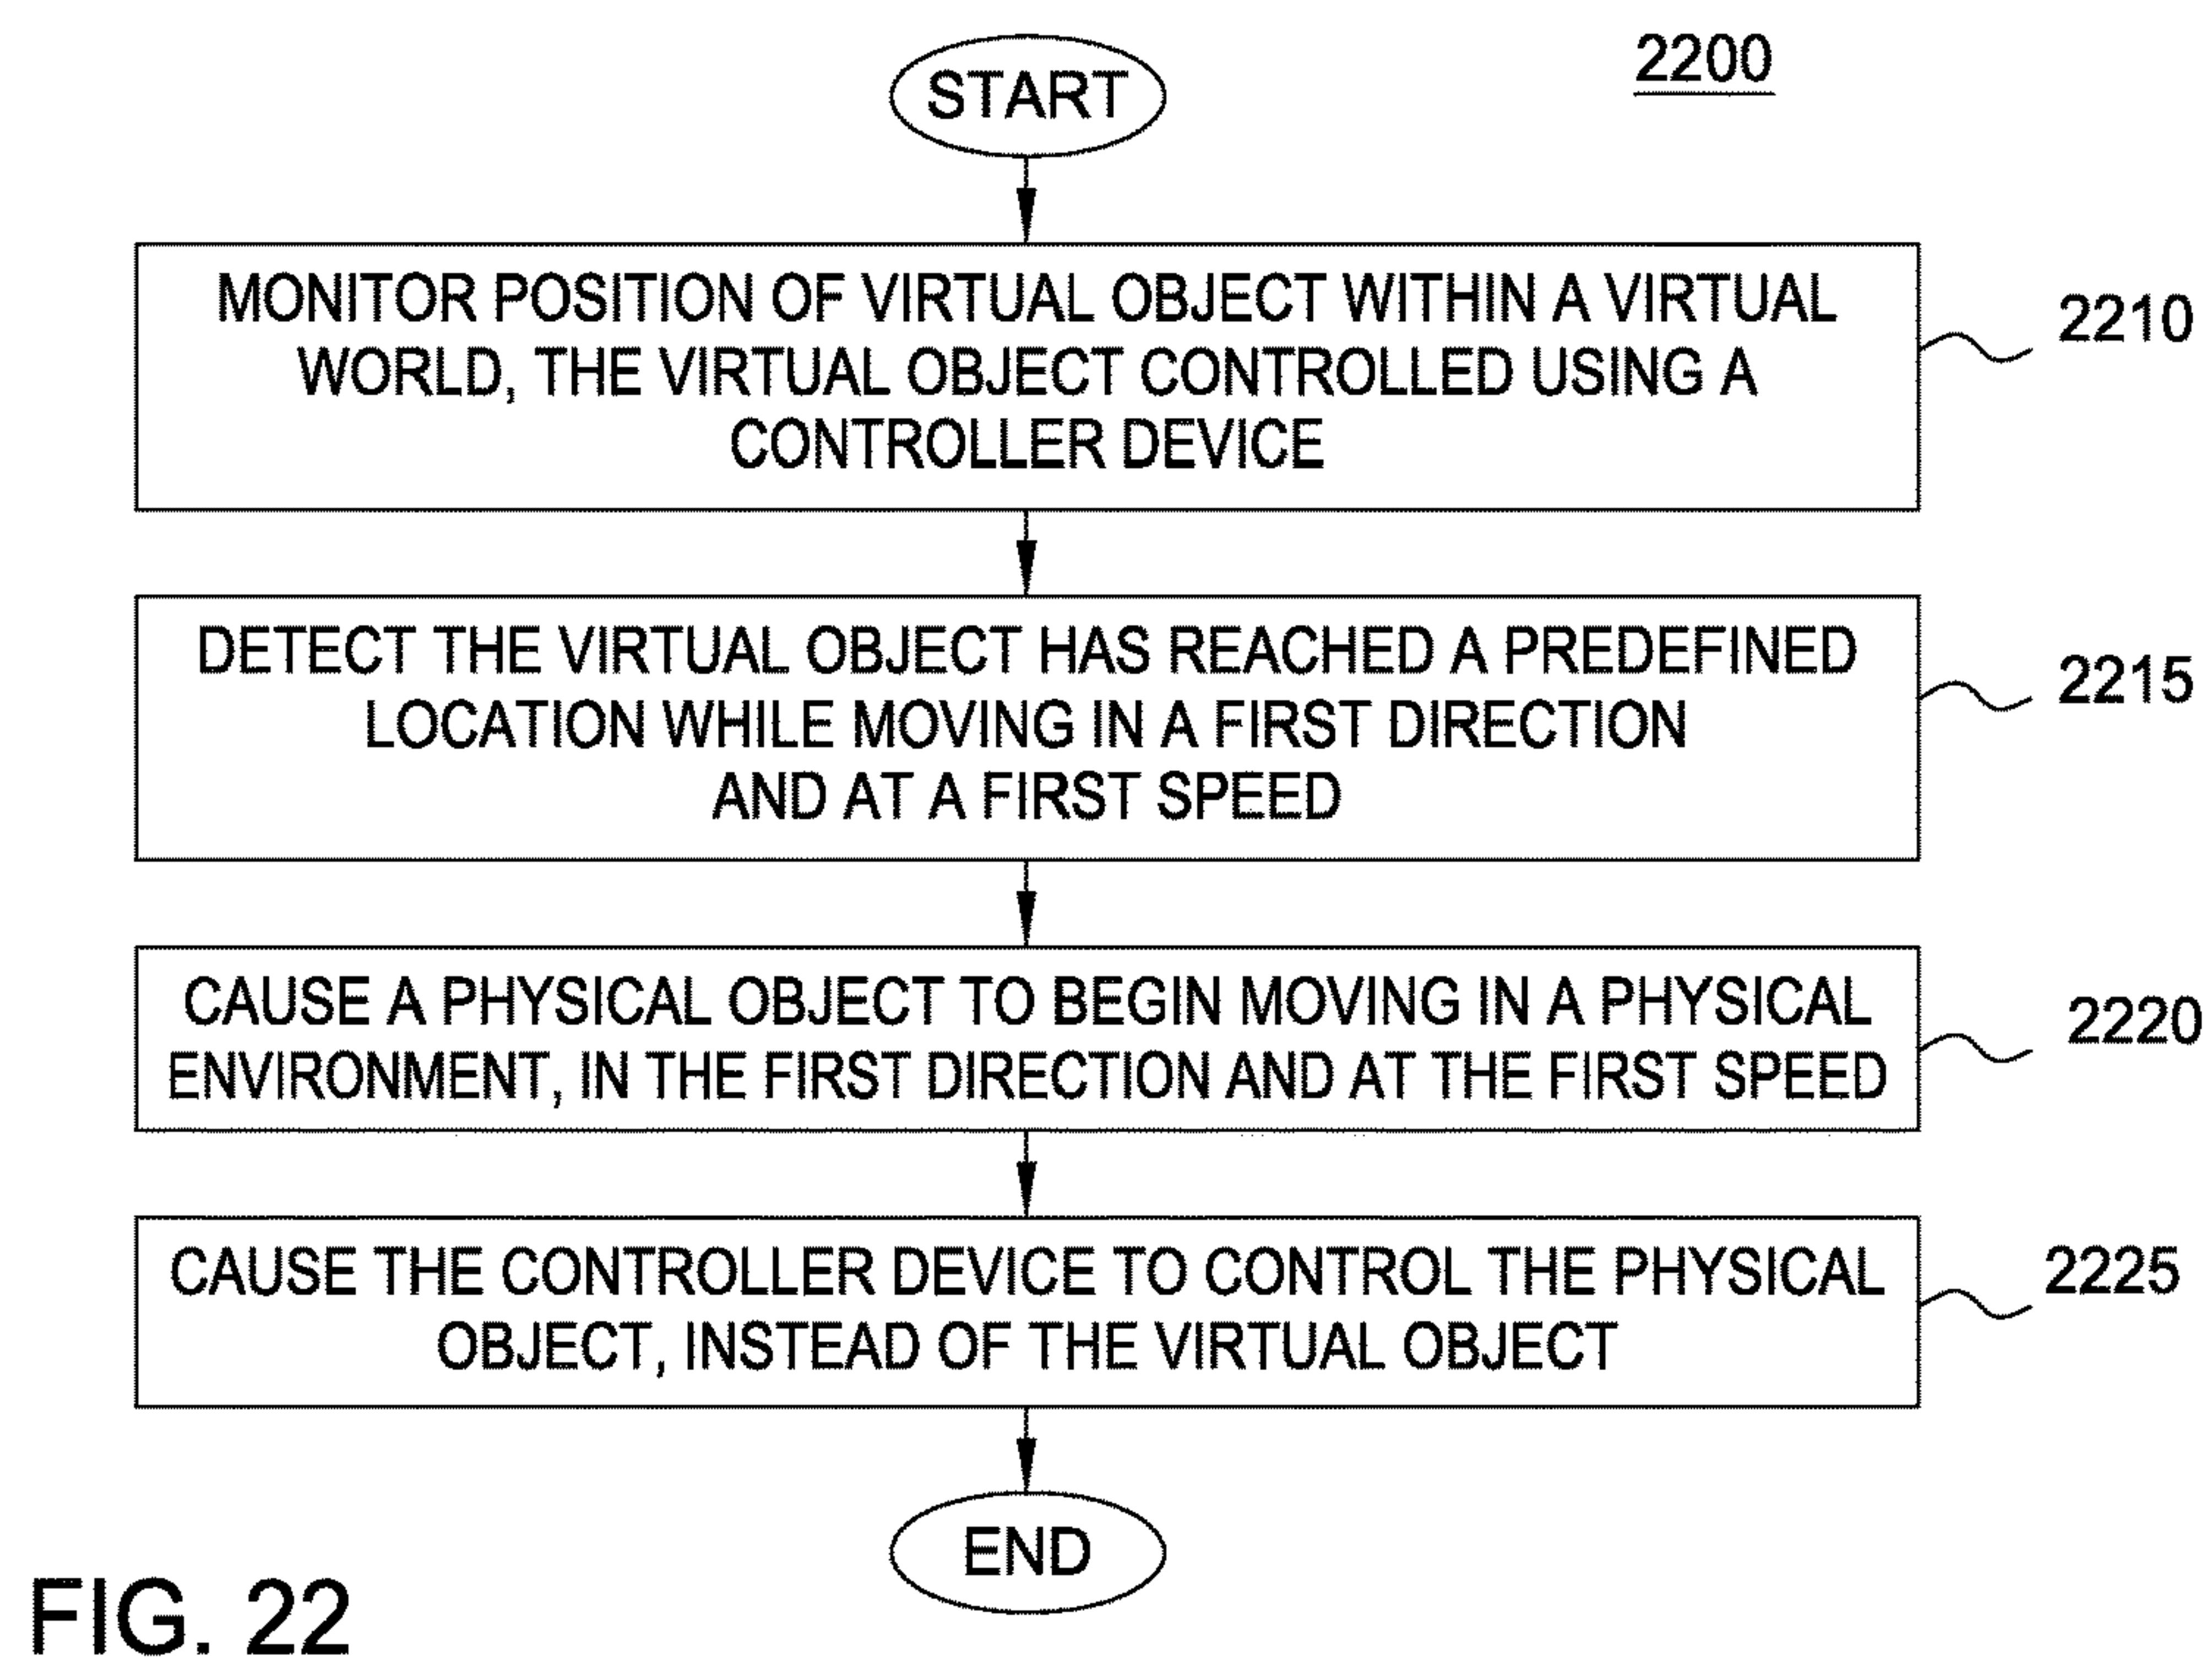 2200
START
MONITOR POSITION OF VIRTUAL OBJECT WITHIN A VIRTUAL
WORLD, THE VIRTUAL OBJECT CONTROLLED USING A
CONTROLLER DEVICE
2210
DETECT THE VIRTUAL OBJECT HAS REACHED A PREDEFINED
LOCATION WHILE MOVING IN A FIRST DIRECTION
AND AT A FIRST SPEED
2215
CAUSE A PHYSICAL OBJECT TO BEGIN MOVING IN A PHYSICAL
ENVIRONMENT, IN THE FIRST DIRECTION AND AT THE FIRST SPEED
2220
CAUSE THE CONTROLLER DEVICE TO CONTROL THE PHYSICAL
OBJECT, INSTEAD OF THE VIRTUAL OBJECT
2225
END
FIG. 22